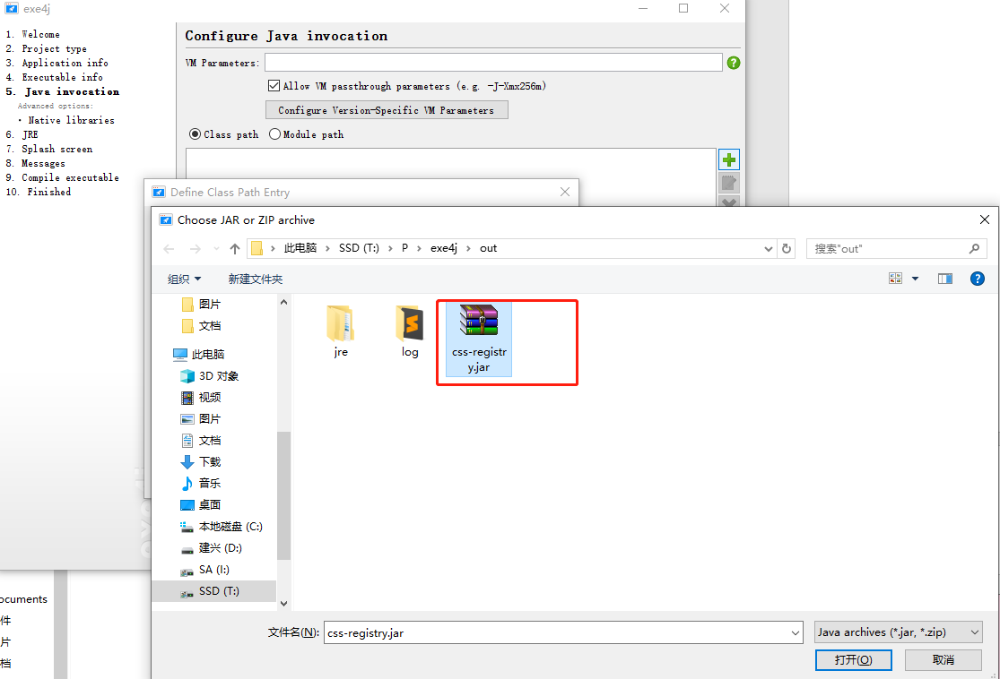 exe4j
1. Welcome
2. Project type
3. Application info
4. Executable info
5. Java invocation
Advanced options:
• Native libraries
6. JRE
7. Splash screen
8. Messages
9. Compile executable
10. Finished
Configure Java invocation
VM Parameters:
Allow VM passthrough parameters (e.g. -J-Xmx256m)
Configure Version-Specific VM Parameters
Class path Module path
Define Class Path Entry
Choose JAR or ZIP archive
此电脑 › SSD (T:) › P › exe4j › out
搜索"out"
组织
新建文件夹
图片
文档
此电脑
3D 对象
视频
图片
文档
下载
音乐
桌面
本地磁盘 (C:)
建兴 (D:)
SA (I:)
SSD (T:)
jre
log
css-registr
y.jar
文件名(N):
css-registry.jar
Java archives (*.jar, *.zip)
打开(O)
取消
ocuments
件
片
档